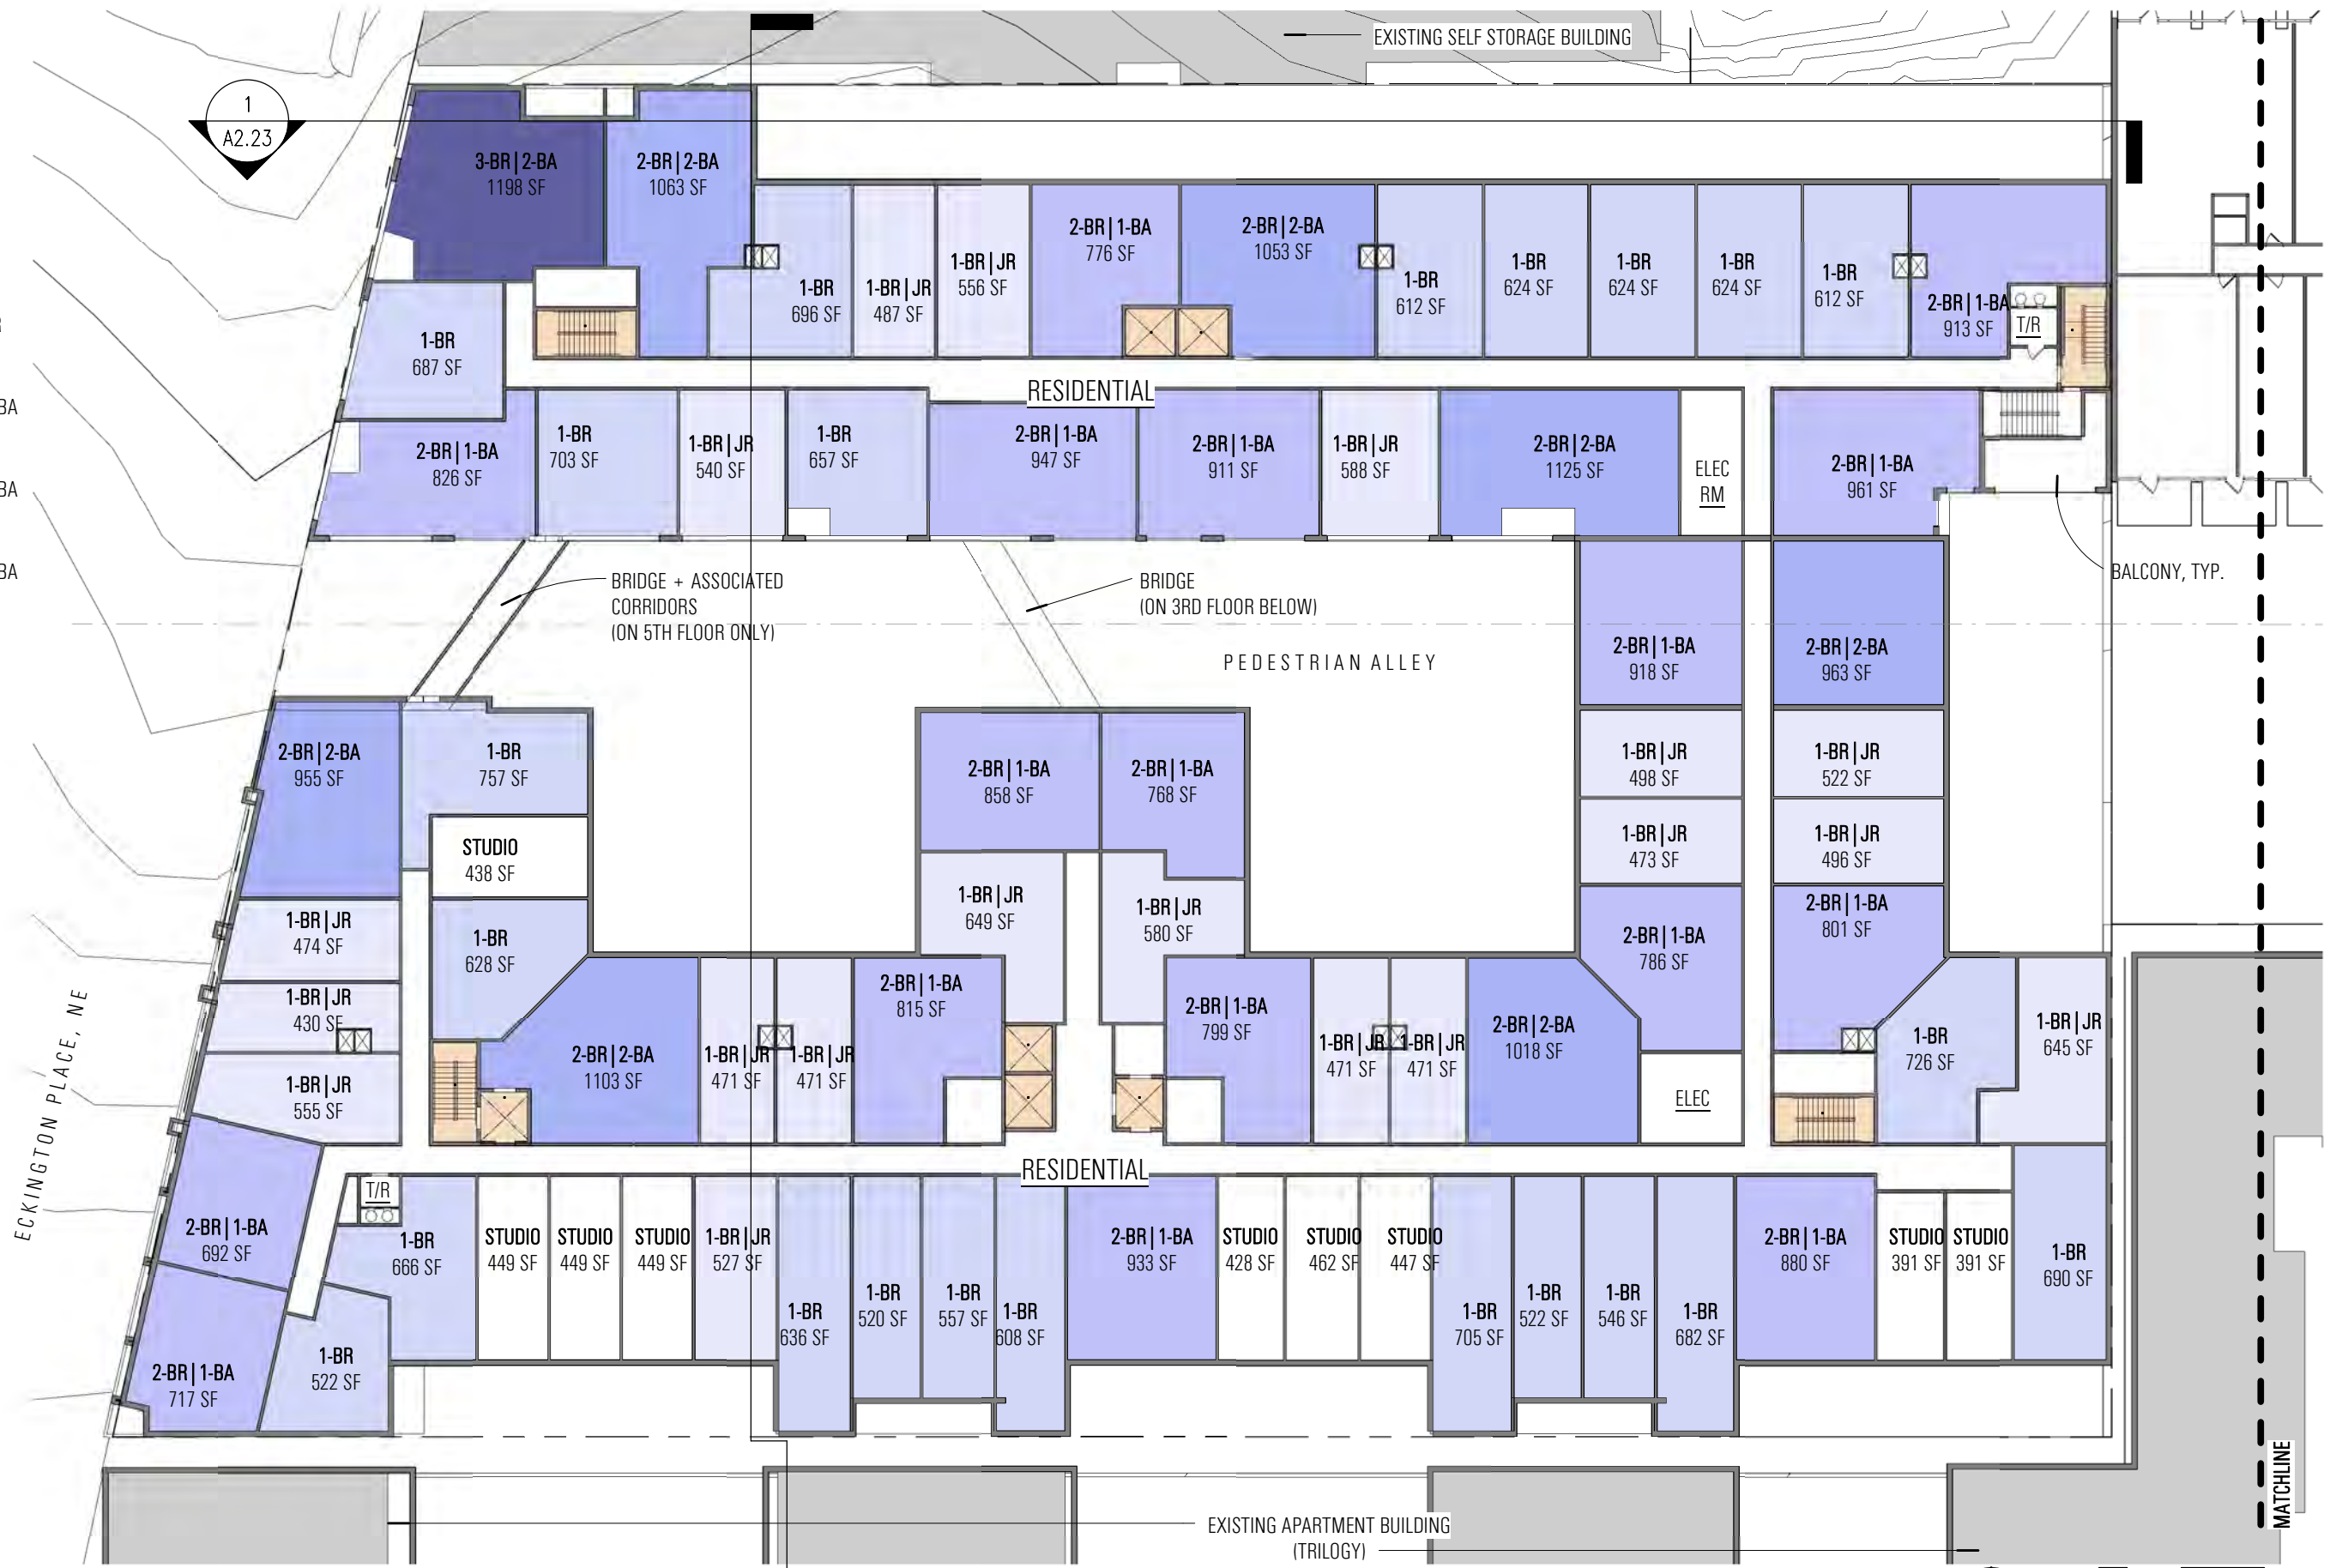 EXISTING SELF STORAGE BUILDING
1
A2.23
3-BR | 2-BA
1198 SF
2-BR | 2-BA
1063 SF
1-BR
696 SF
1-BR | JR
487 SF
1-BR | JR
556 SF
2-BR | 1-BA
776 SF
2-BR | 2-BA
1053 SF
1-BR
612 SF
1-BR
624 SF
1-BR
624 SF
1-BR
624 SF
1-BR
612 SF
2-BR | 1-BA
913 SF
T/R
1-BR
687 SF
RESIDENTIAL
BA
BA
BA
2-BR | 1-BA
826 SF
1-BR
703 SF
1-BR | JR
540 SF
1-BR
657 SF
2-BR | 1-BA
947 SF
2-BR | 1-BA
911 SF
1-BR | JR
588 SF
2-BR | 2-BA
1125 SF
ELEC
RM
2-BR | 1-BA
961 SF
BALCONY, TYP.
BRIDGE + ASSOCIATED
CORRIDORS
(ON 5TH FLOOR ONLY)
BRIDGE
(ON 3RD FLOOR BELOW)
PEDESTRIAN ALLEY
2-BR | 1-BA
918 SF
2-BR | 2-BA
963 SF
2-BR | 2-BA
955 SF
1-BR
757 SF
2-BR | 1-BA
858 SF
2-BR | 1-BA
768 SF
1-BR | JR
498 SF
1-BR | JR
522 SF
STUDIO
438 SF
1-BR | JR
473 SF
1-BR | JR
496 SF
1-BR | JR
474 SF
1-BR
628 SF
1-BR | JR
649 SF
1-BR | JR
580 SF
2-BR | 1-BA
786 SF
2-BR | 1-BA
801 SF
1-BR | JR
430 SF
1-BR | JR
555 SF
2-BR | 2-BA
1103 SF
1-BR | JR
471 SF
1-BR | JR
471 SF
2-BR | 1-BA
815 SF
2-BR | 1-BA
799 SF
1-BR | JR
471 SF
1-BR | JR
471 SF
2-BR | 2-BA
1018 SF
ELEC
1-BR
726 SF
1-BR | JR
645 SF
ECKINGTON PLACE, NE
RESIDENTIAL
2-BR | 1-BA
692 SF
T/R
1-BR
666 SF
STUDIO
449 SF
STUDIO
449 SF
STUDIO
449 SF
1-BR | JR
527 SF
1-BR
636 SF
1-BR
520 SF
1-BR
557 SF
1-BR
608 SF
2-BR | 1-BA
933 SF
STUDIO
428 SF
STUDIO
462 SF
STUDIO
447 SF
1-BR
705 SF
1-BR
522 SF
1-BR
546 SF
1-BR
682 SF
2-BR | 1-BA
880 SF
STUDIO
391 SF
STUDIO
391 SF
1-BR
690 SF
2-BR | 1-BA
717 SF
1-BR
522 SF
MATCHLINE
EXISTING APARTMENT BUILDING
(TRILOGY)